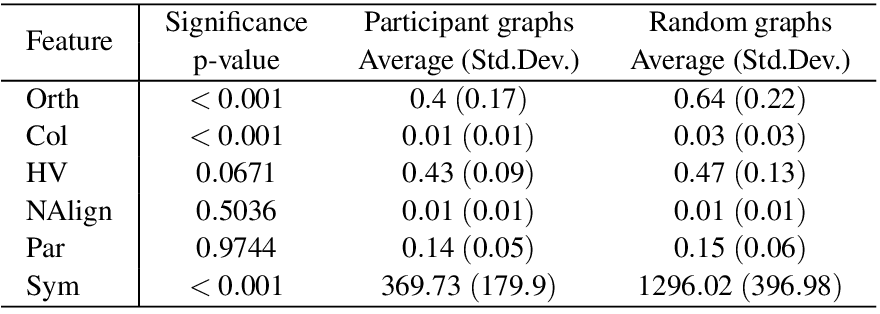 Feature Significance p-value Participant graphs Average (Std.Dev.) Random graphs Average (Std.Dev.)
Orth < 0.001 0.4 (0.17) 0.64 (0.22)
Col < 0.001 0.01 (0.01) 0.03 (0.03)
HV 0.0671 0.43 (0.09) 0.47 (0.13)
NAlign 0.5036 0.01 (0.01) 0.01 (0.01)
Par 0.9744 0.14 (0.05) 0.15 (0.06)
Sym < 0.001 369.73 (179.9) 1296.02 (396.98)